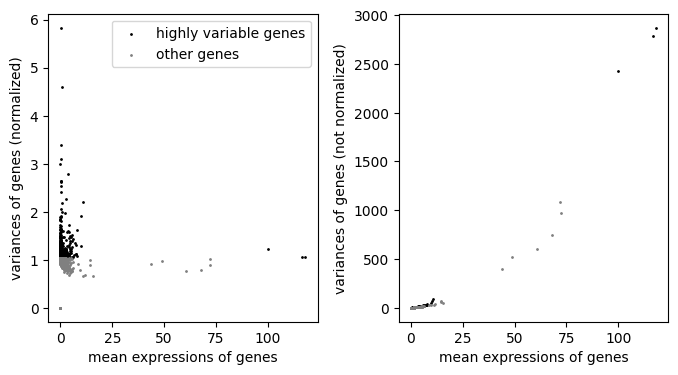 highly variable genes
other genes
variances of genes (normalized)
6
5
4
3
2
1
0
0 25 50 75 100
mean expressions of genes
variances of genes (not normalized)
3000
2500
2000
1500
1000
500
0
0 25 50 75 100
mean expressions of genes